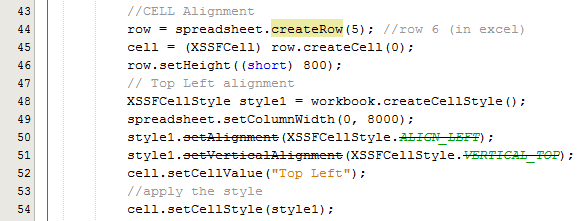 43 //CELL Alignment
44 row = spreadsheet.createRow(5); //row 6 (in excel)
45 cell = (XSSFCell) row.createCell(0);
46 row.setHeight((short) 800);
47 // Top Left alignment
48 XSSFCellStyle style1 = workbook.createCellStyle();
49 spreadsheet.setColumnWidth(0, 8000);
50 style1.setAlignment(XSSFCellStyle.ALIGN_LEFT);
51 style1.setVerticalAlignment(XSSFCellStyle.VERTICAL_TOP);
52 cell.setCellValue("Top Left");
53 //apply the style
54 cell.setCellStyle(style1);